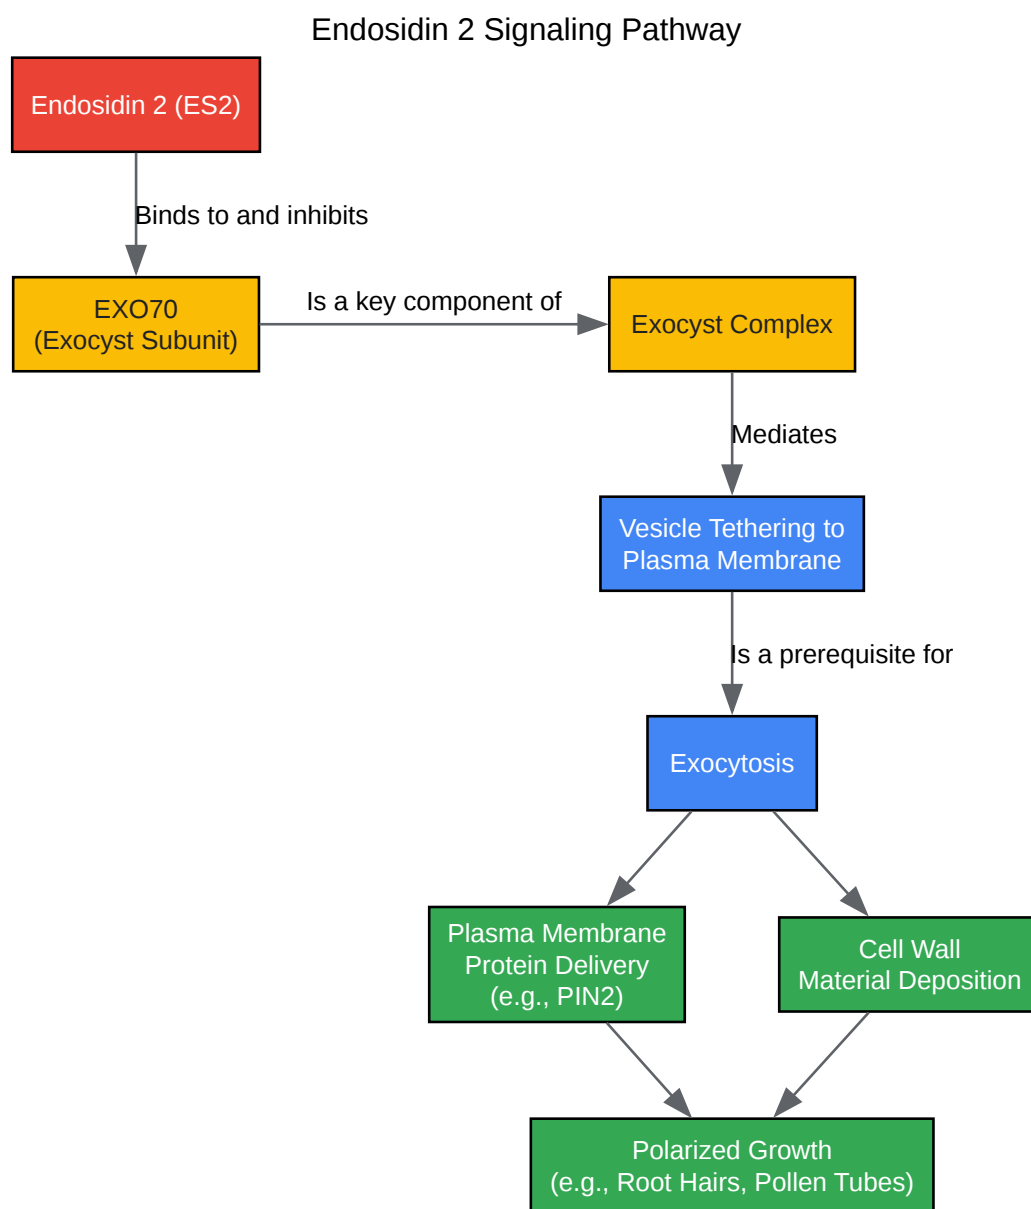 Endosidin 2 Signaling Pathway
Endosidin 2 (ES2)
Binds to and inhibits
EXO70
(Exocyst Subunit)
Is a key component of
Exocyst Complex
Mediates
Vesicle Tethering to
Plasma Membrane
Is a prerequisite for
Exocytosis
Plasma Membrane
Protein Delivery
(e.g., PIN2)
Cell Wall
Material Deposition
Polarized Growth
(e.g., Root Hairs, Pollen Tubes)